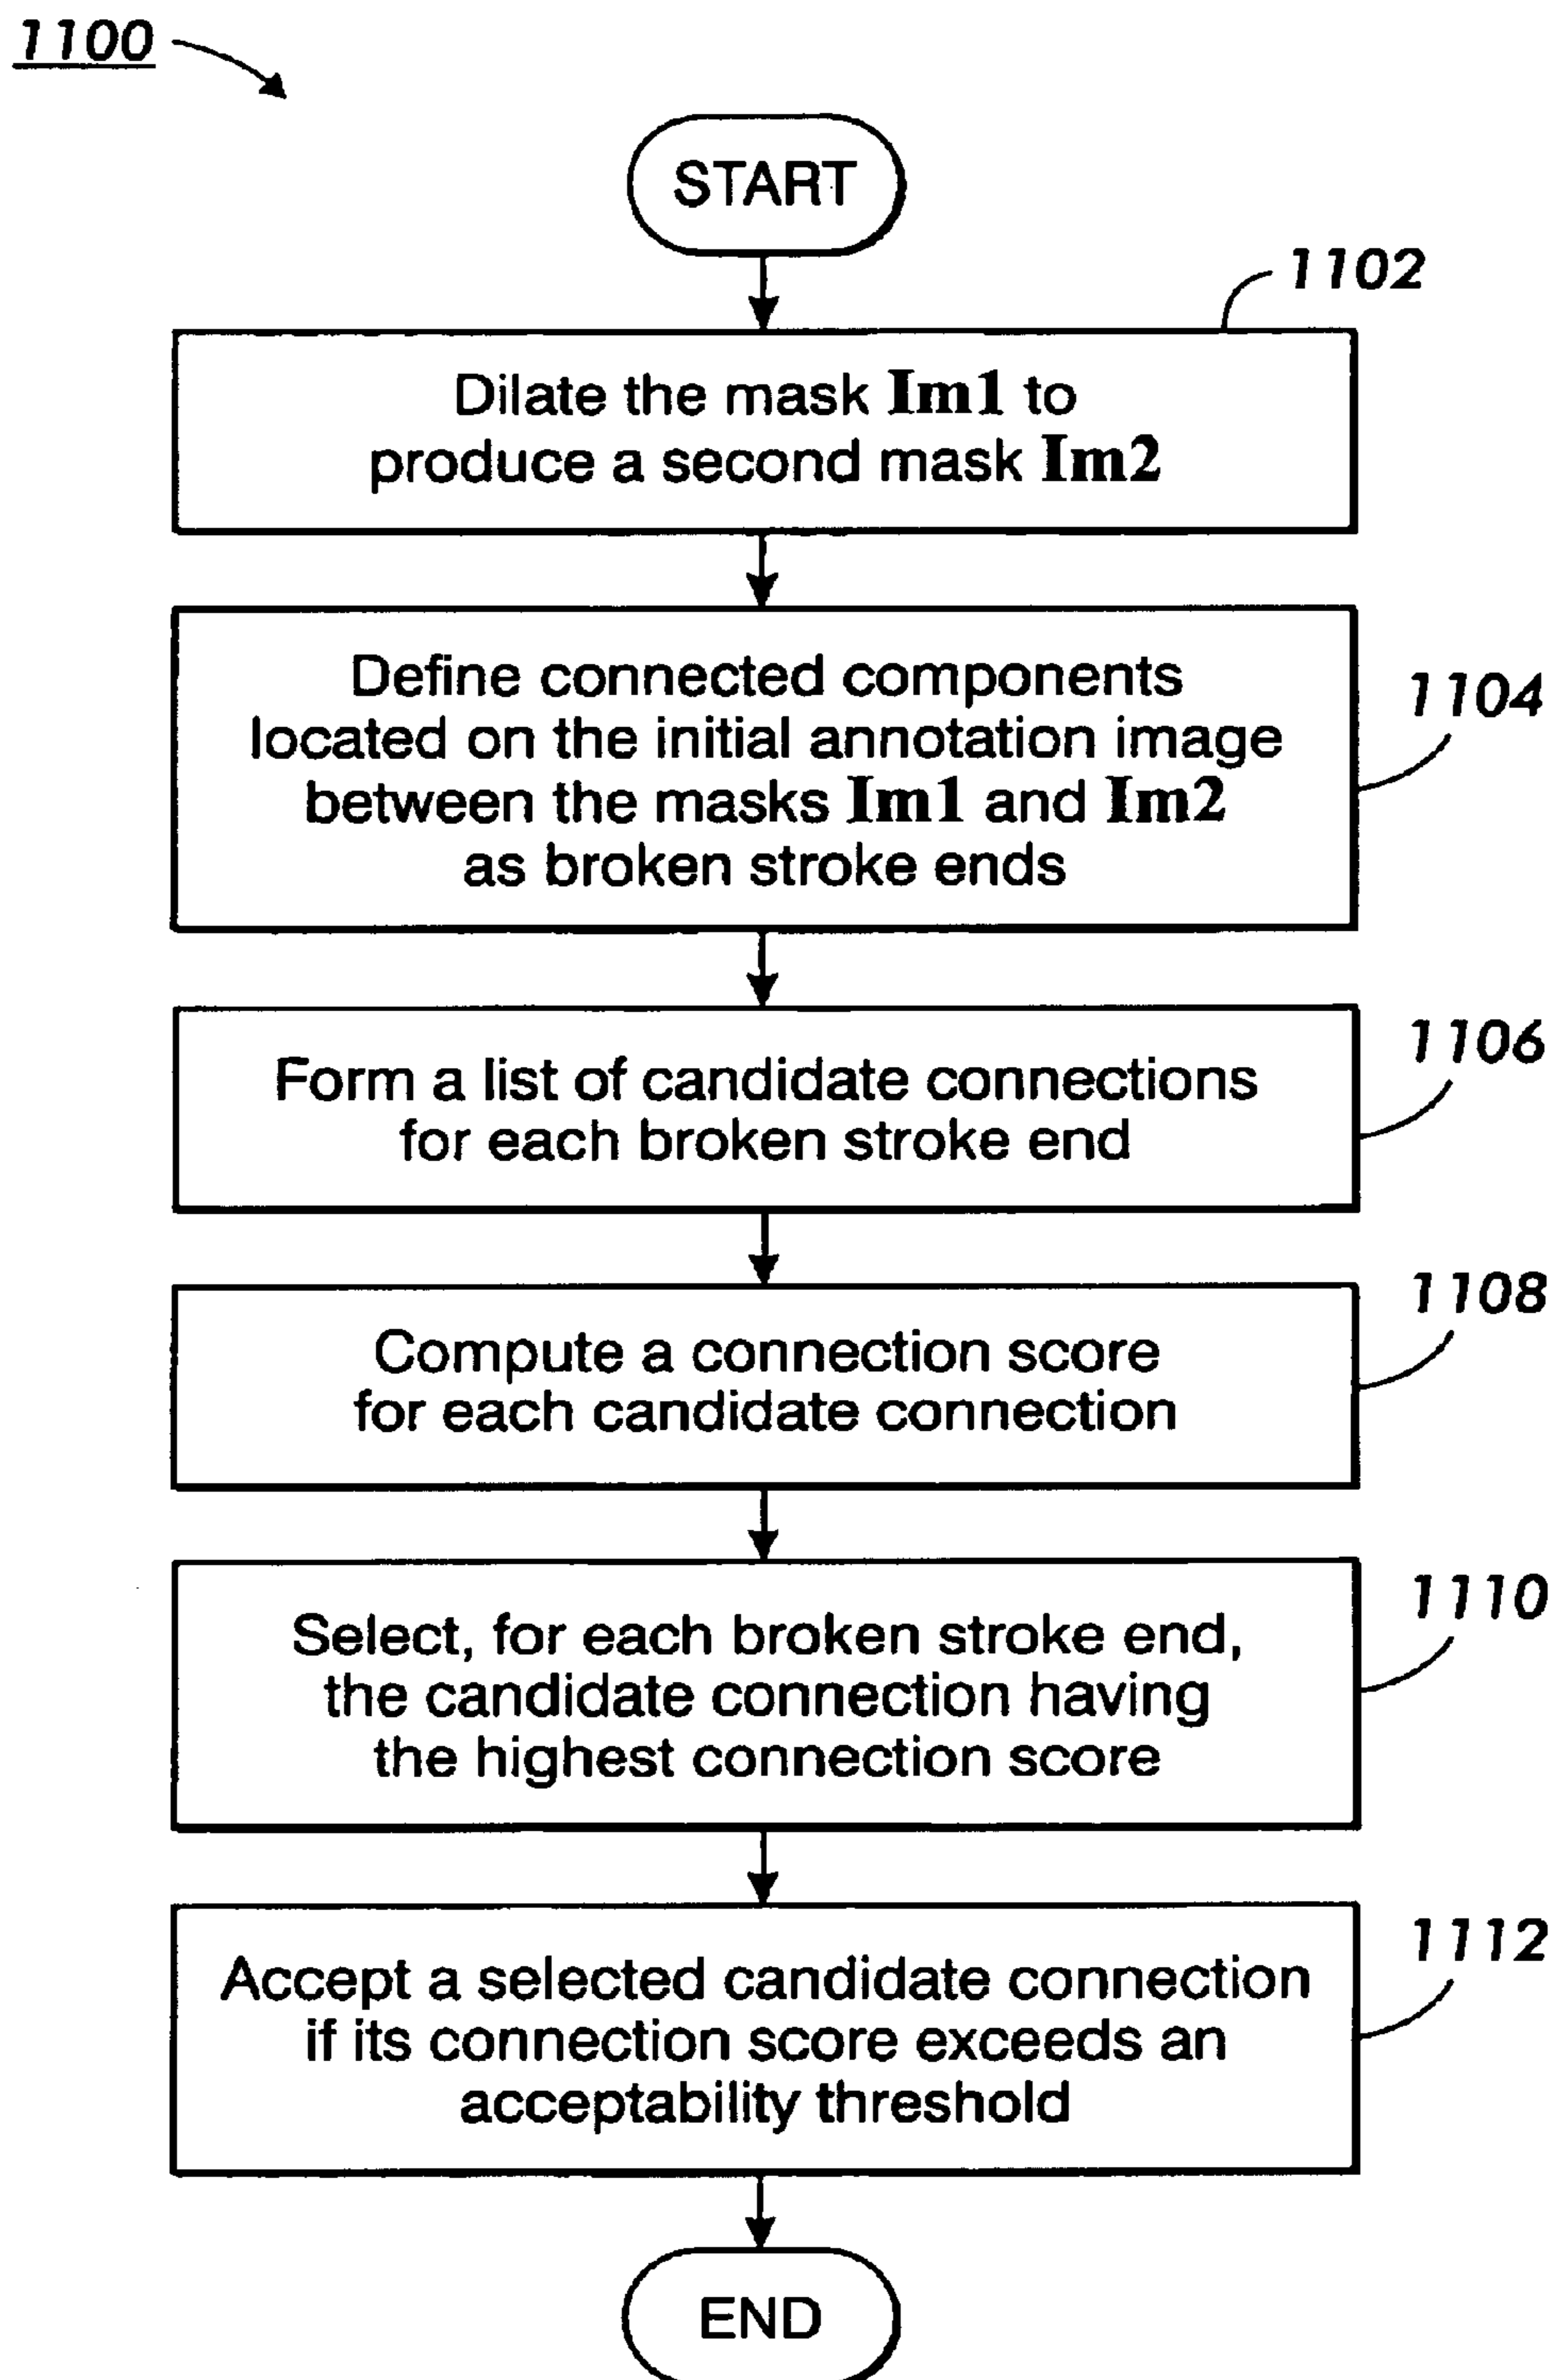 1100
START
1102
Dilate the mask Im1 to
produce a second mask Im2
Define connected components
located on the initial annotation image
between the masks Im1 and Im2
as broken stroke ends
1104
Form a list of candidate connections
for each broken stroke end
1106
Compute a connection score
for each candidate connection
1108
Select, for each broken stroke end,
the candidate connection having
the highest connection score
1110
Accept a selected candidate connection
if its connection score exceeds an
acceptability threshold
1112
END